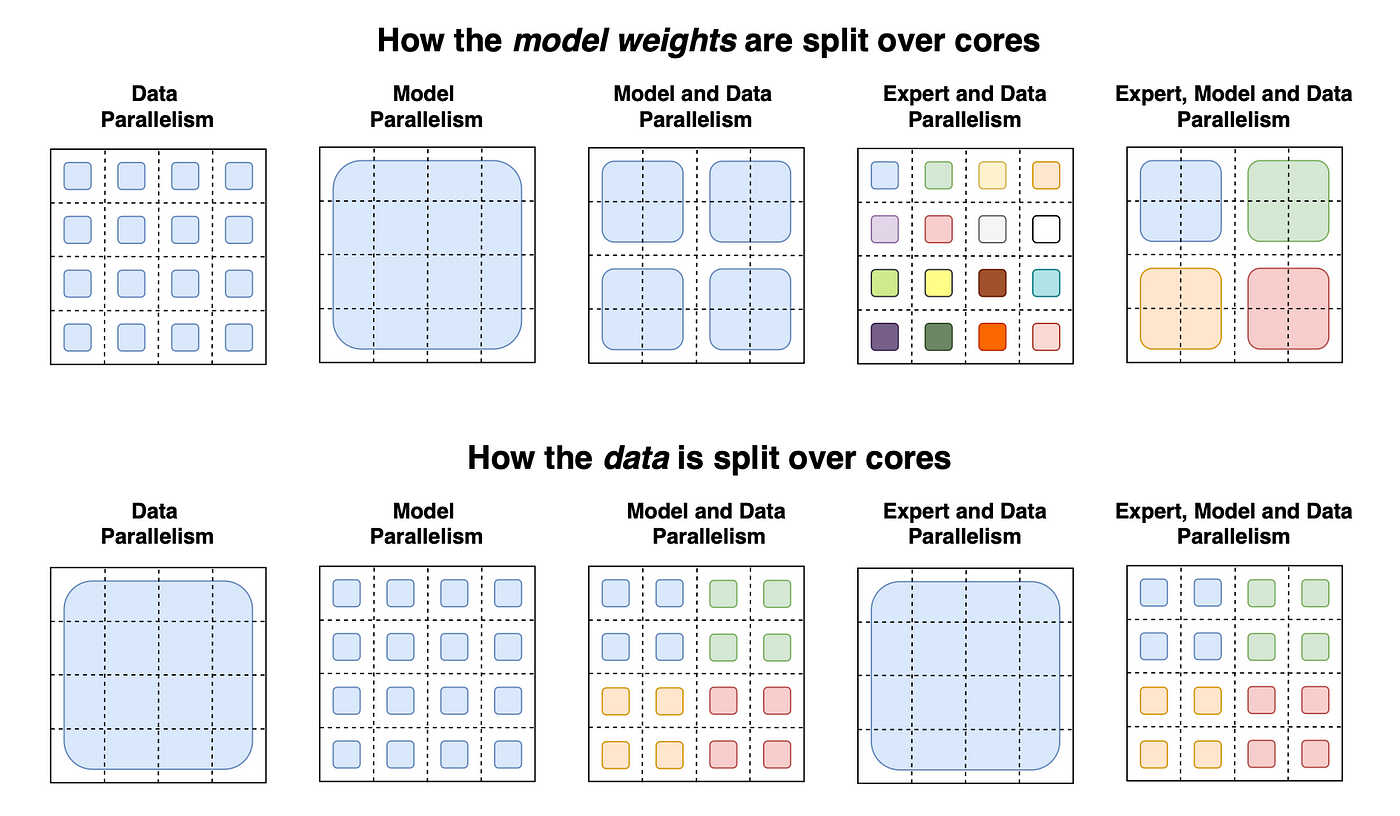 How the model weights are split over cores
Data
Parallelism
Model
Parallelism
Model and Data
Parallelism
Expert and Data
Parallelism
Expert, Model and Data
Parallelism
How the data is split over cores
Data
Parallelism
Model
Parallelism
Model and Data
Parallelism
Expert and Data
Parallelism
Expert, Model and Data
Parallelism